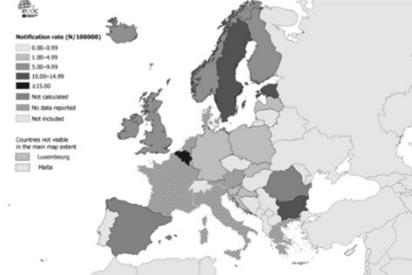 ecdc
Notification rate (N/100000)
0.00–0.99
1.00–4.99
5.00–9.99
10.00–14.99
≥15.00
Not calculated
No data reported
Not included
Countries not visible
in the main map extent
Luxembourg
Malta